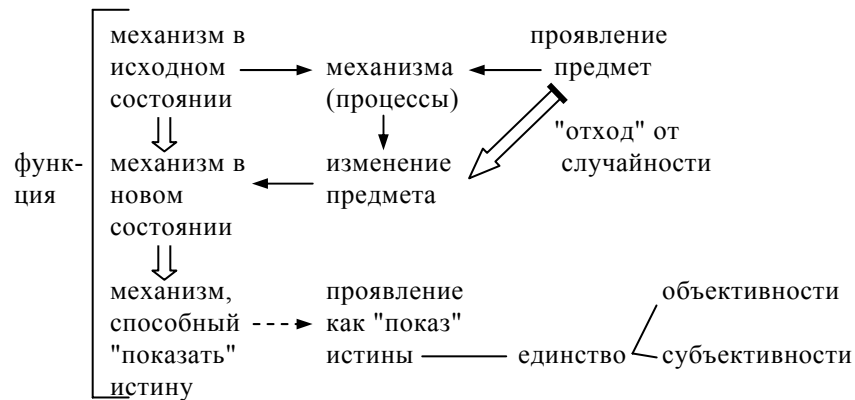 механизм в
исходном
состоянии
механизма
(процессы)
проявление
предмет
"отход" от
случайности
функ-
ция
механизм в
новом
состоянии
изменение
предмета
механизм,
способный
"показать"
истину
проявление
как "показ"
истины
единство
объективности
субъективности